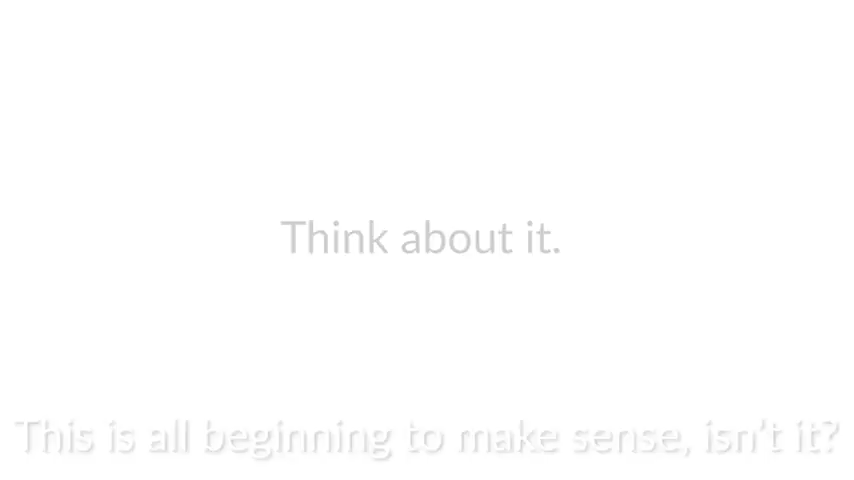 Think about it.
This is all beginning to make sense, isn't it?